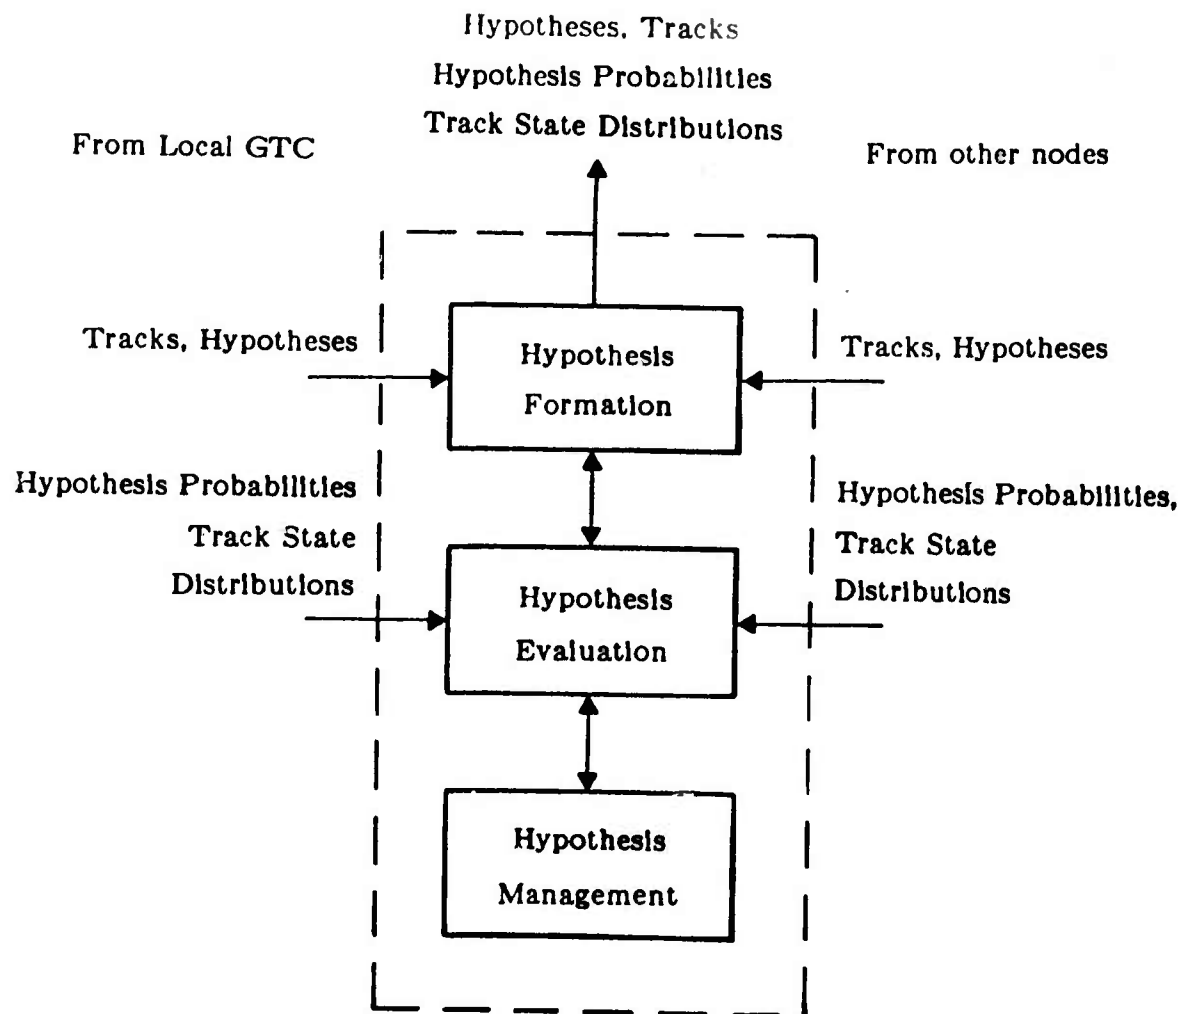 Hypotheses, Tracks
Hypothesis Probabilities
Track State Distributions
From Local GTC
From other nodes
Tracks, Hypotheses
Hypothesis
Formation
Tracks, Hypotheses
Hypothesis Probabilities
Track State
Distributions
Hypothesis
Evaluation
Hypothesis Probabilities,
Track State
Distributions
Hypothesis
Management